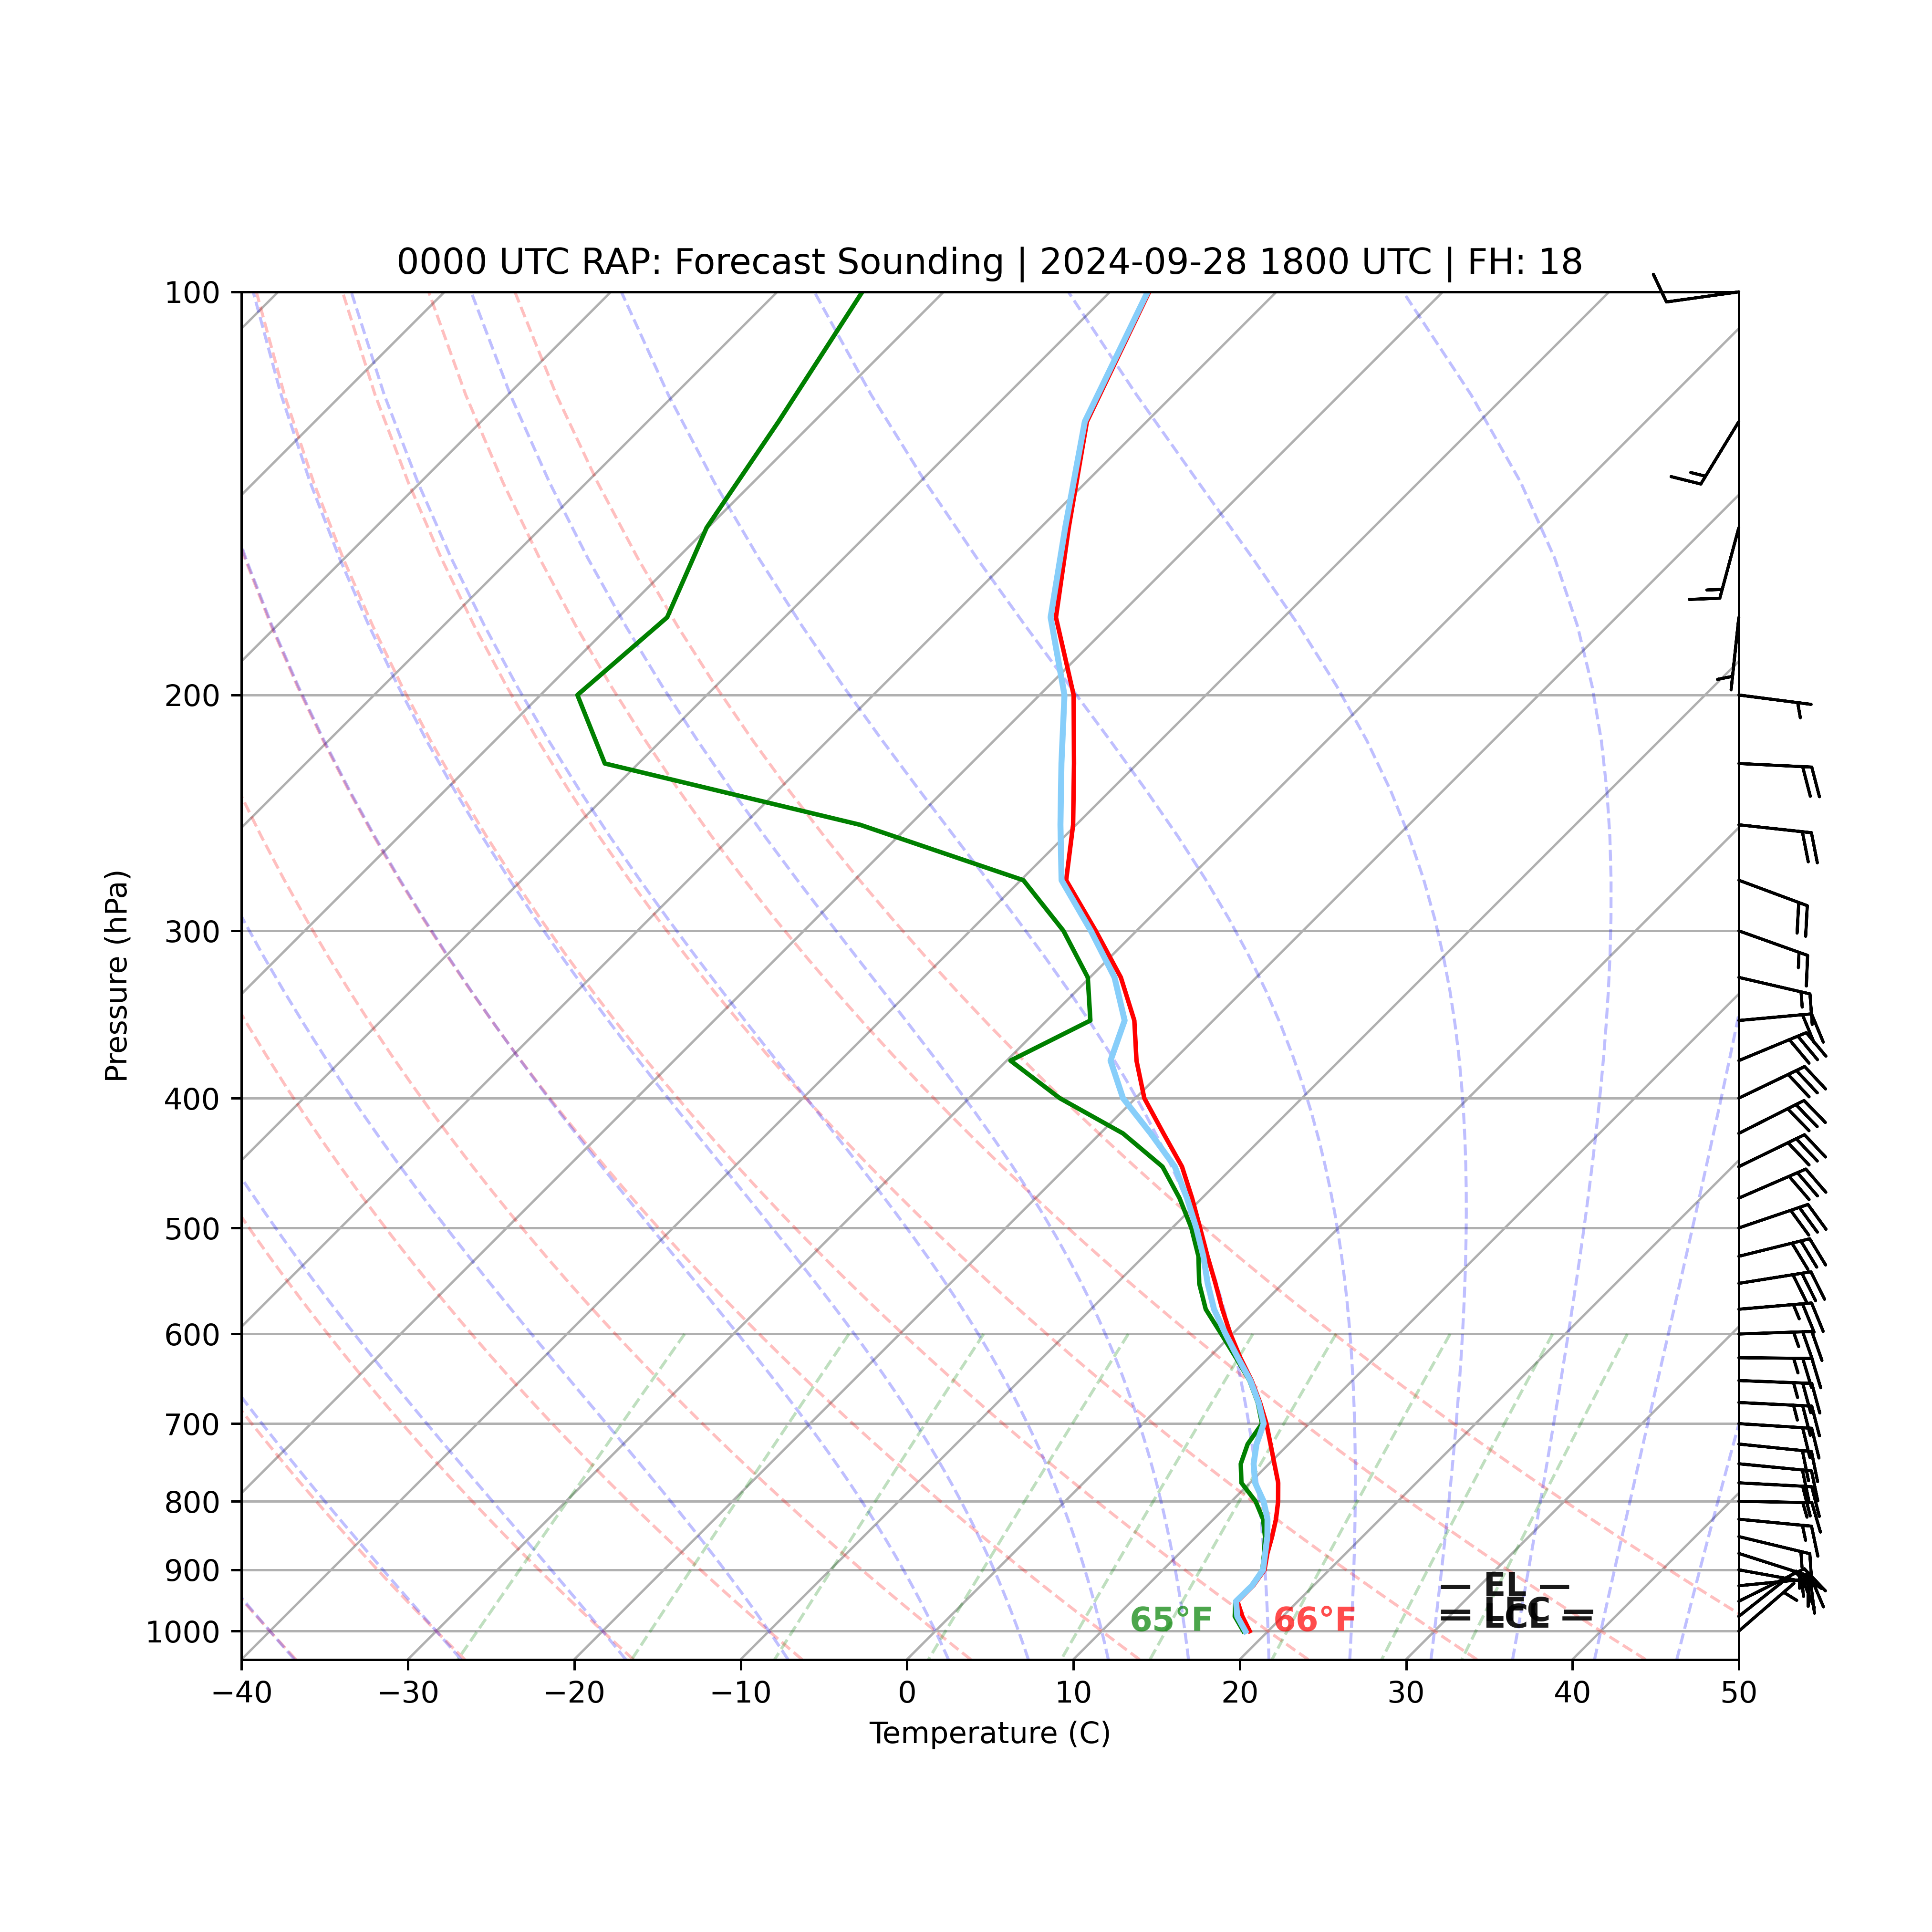 0000 UTC RAP: Forecast Sounding | 2024-09-28 1800 UTC | FH: 18
100
200
300
400
500
600
700
800
900
1000
Pressure (hPa)
— EL —
— LCL —
65°F
66°F
−40
−30
−20
−10
0
10
20
30
40
50
Temperature (C)